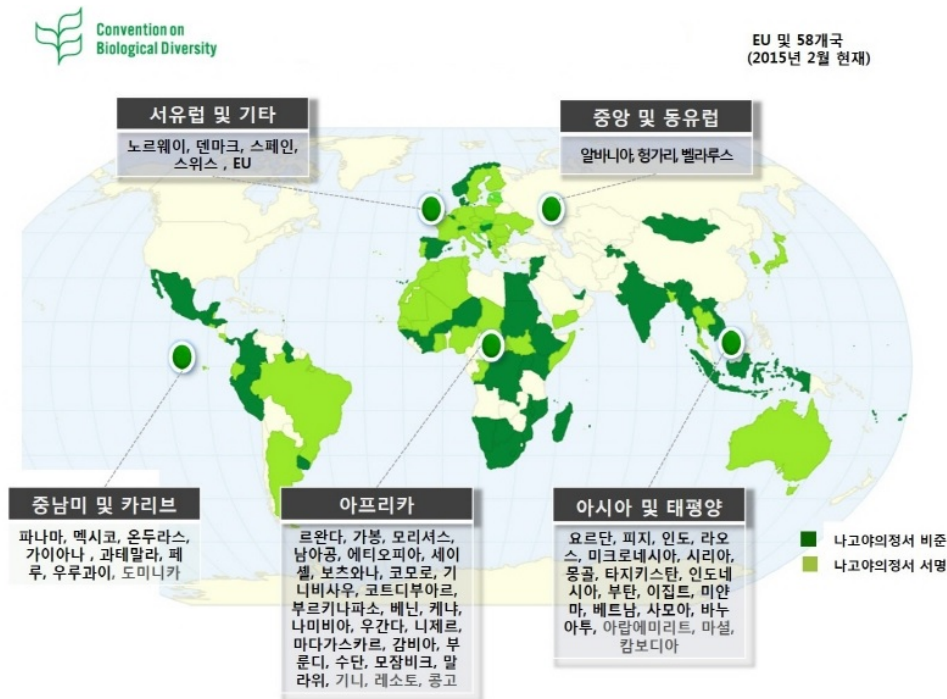 Convention on
Biological Diversity
EU 및 58개국
(2015년 2월 현재)
서유럽 및 기타
노르웨이, 덴마크, 스페인,
스위스 , EU
중앙 및 동유럽
알바니아, 헝가리, 벨라루스
중남미 및 카리브
파나마, 멕시코, 온두라스,
가이아나 , 과테말라, 페
루, 우루과이, 도미니카
아프리카
르완다, 가봉, 모리셔스,
남아공, 에티오피아, 세이
셸, 보츠와나, 코모로, 기
니비사우, 코트디부아르,
부르키나파소, 베닌, 케냐,
나미비아, 우간다, 니제르,
마다가스카르, 감비아, 부
룬디, 수단, 모잠비크, 말
라위, 기니, 레소토, 콩고
아시아 및 태평양
요르단, 피지, 인도, 라오
스, 미크로네시아, 시리아,
몽골, 타지키스탄, 인도네
시아, 부탄, 이집트, 미얀
마, 베트남, 사모아, 바누
아투, 아랍에미리트, 마셜,
캄보디아
나고야의정서 비준
나고야의정서 서명